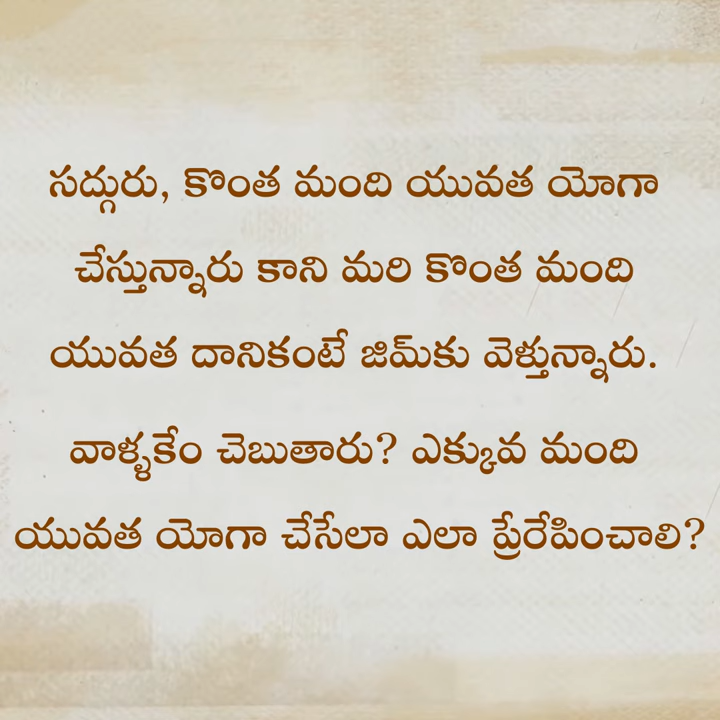 సద్గురు, కొంత మంది యువత యోగా
చేస్తున్నారు కాని మరి కొంత మంది
యువత దానికంటే జిమ్‌కు వెళ్తున్నారు.
వాళ్ళకేం చెబుతారు? ఎక్కువ మంది
యువత యోగా చేసేలా ఎలా ప్రేరేపించాలి?